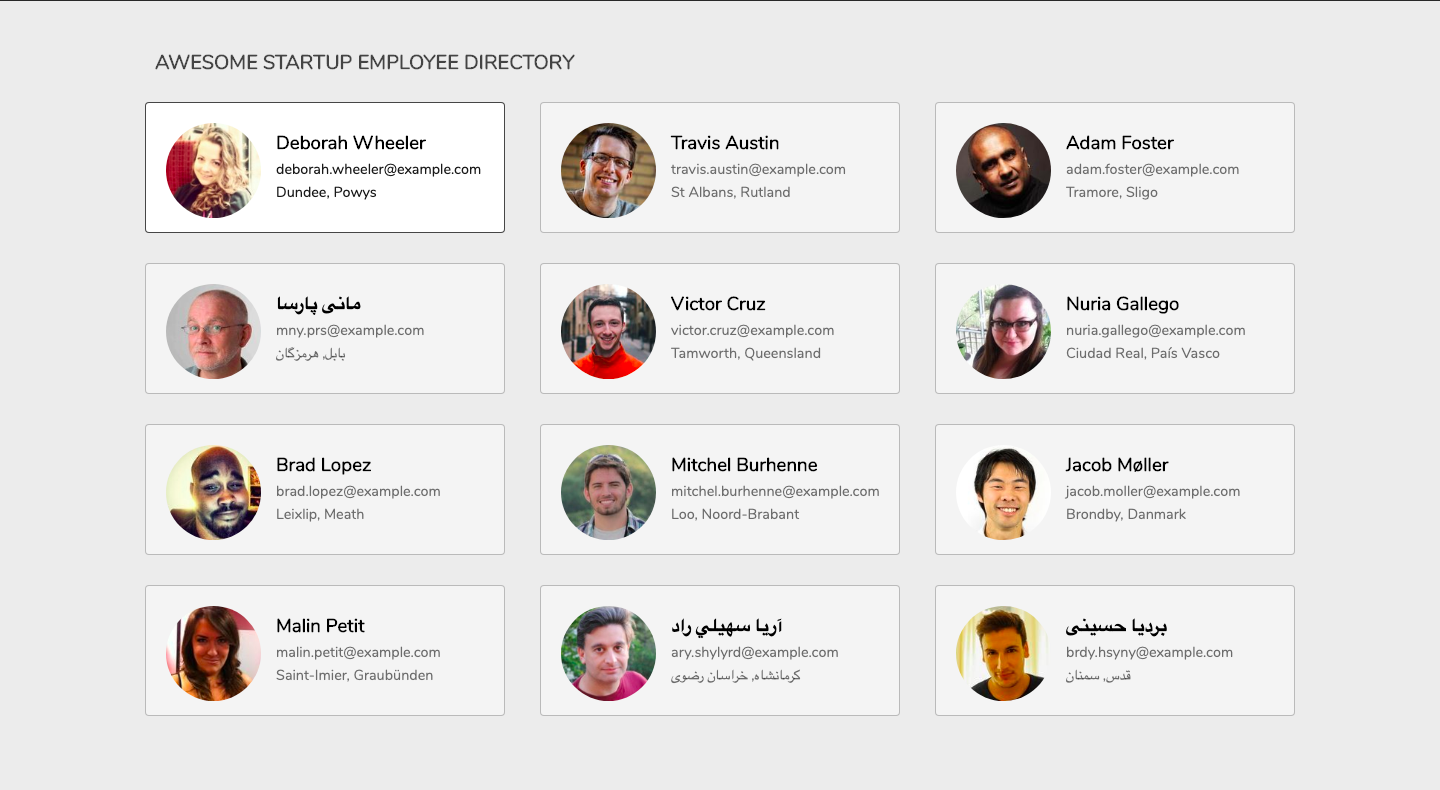 AWESOME STARTUP EMPLOYEE DIRECTORY
Deborah Wheeler
deborah.wheeler@example.com
Dundee, Powys
Travis Austin
travis.austin@example.com
St Albans, Rutland
Adam Foster
adam.foster@example.com
Tramore, Sligo
مانی پارسا
mny.prs@example.com
بابل, هرمزگان
Victor Cruz
victor.cruz@example.com
Tamworth, Queensland
Nuria Gallego
nuria.gallego@example.com
Ciudad Real, País Vasco
Brad Lopez
brad.lopez@example.com
Leixlip, Meath
Mitchel Burhenne
mitchel.burhenne@example.com
Loo, Noord-Brabant
Jacob Møller
jacob.moller@example.com
Brondby, Danmark
Malin Petit
malin.petit@example.com
Saint-Imier, Graubünden
آریا سهيلي راد
ary.shylyrd@example.com
کرمانشاه, خراسان رضوی
بردیا حسینی
brdy.hsyny@example.com
قدس, سمنان